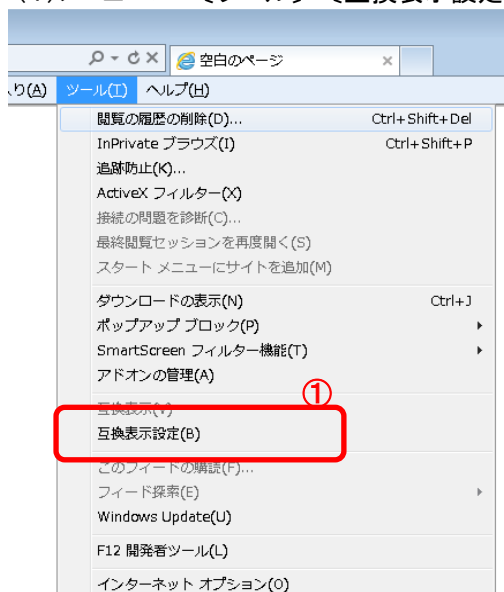 空白のページ
り(A) ツール(T) ヘルプ(H)
閲覧の履歴の削除(D)... Ctrl+Shift+Del
InPrivate ブラウズ(I) Ctrl+Shift+P
追跡防止(K)...
ActiveX フィルター(X)
接続の問題を診断(C)...
最終閲覧セッションを再度開く(S)
スタート メニューにサイトを追加(M)
ダウンロードの表示(N) Ctrl+J
ポップアップ ブロック(P)
SmartScreen フィルター機能(T)
アドオンの管理(A)
①
互換表示(V)
互換表示設定(B)
このフィードの購読(F)...
フィード探索(E)
Windows Update(U)
F12 開発者ツール(L)
インターネット オプション(O)